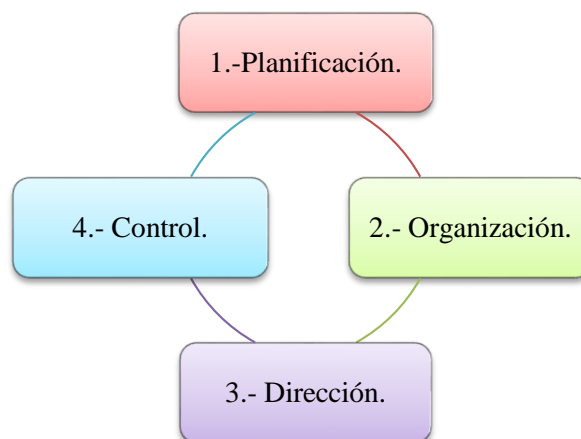 1.-Planificación.
2.- Organización.
3.- Dirección.
4.- Control.